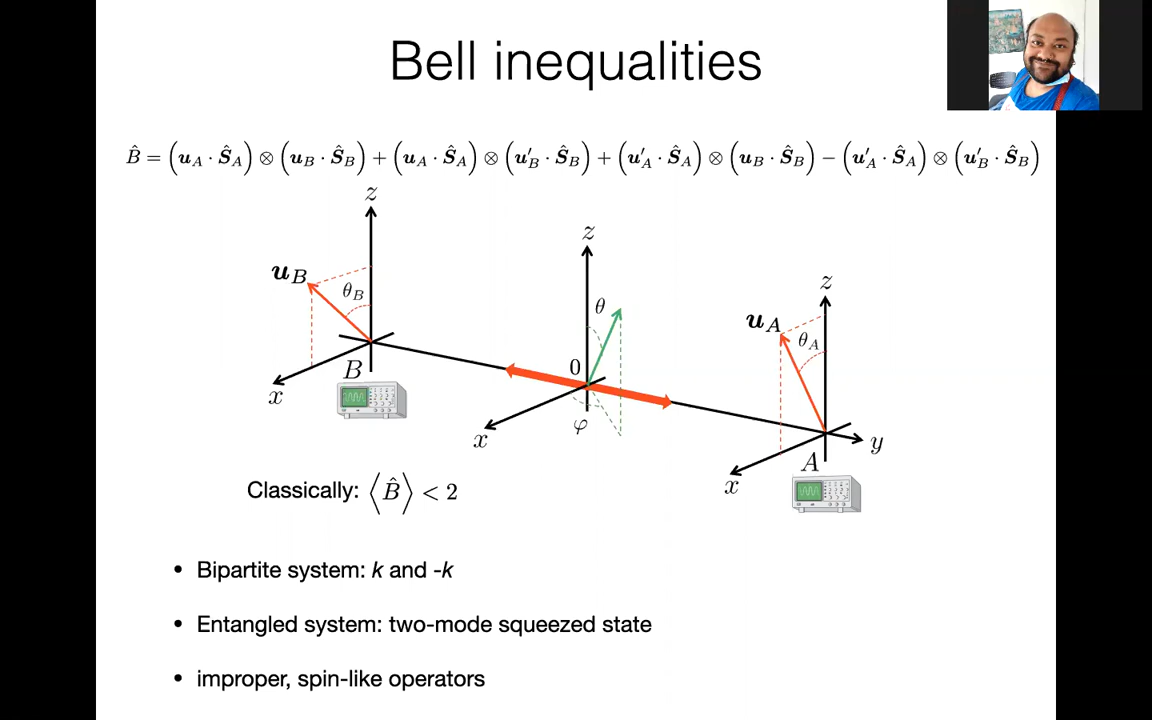 Bell inequalities
B̂ = (u_A · Ŝ_A) ⊗ (u_B · Ŝ_B) + (u_A · Ŝ_A) ⊗ (u′_B · Ŝ_B) + (u′_A · Ŝ_A) ⊗ (u_B · Ŝ_B) − (u′_A · Ŝ_A) ⊗ (u′_B · Ŝ_B)
z
u_B
θ_B
B
x
z
θ
0
x
φ
z
u_A
θ_A
y
A
x
Classically: ⟨B̂⟩ < 2
• Bipartite system: k and -k
• Entangled system: two-mode squeezed state
• improper, spin-like operators